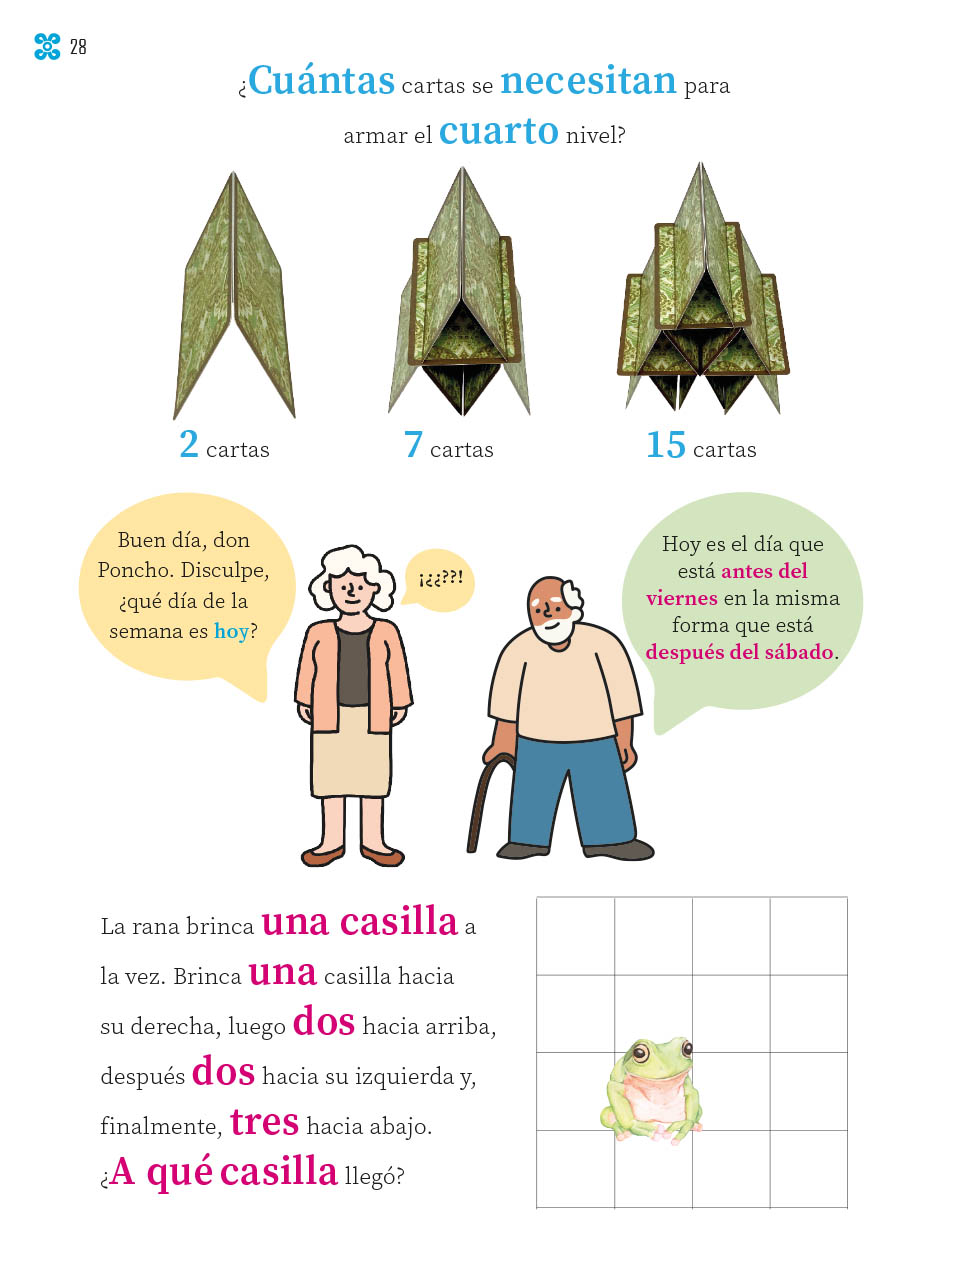 28
¿Cuántas cartas se necesitan para
armar el cuarto nivel?
2 cartas
7 cartas
15 cartas
Buen día, don
Poncho. Disculpe,
¿qué día de la
semana es hoy?
¡¿¿??!
Hoy es el día que
está antes del
viernes en la misma
forma que está
después del sábado.
La rana brinca una casilla a
la vez. Brinca una casilla hacia
su derecha, luego dos hacia arriba,
después dos hacia su izquierda y,
finalmente, tres hacia abajo.
¿A qué casilla llegó?